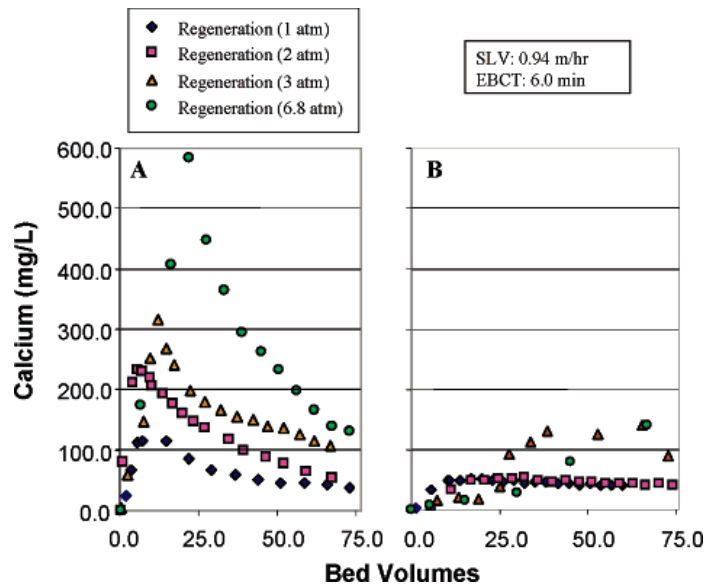 Regeneration (1 atm)
Regeneration (2 atm)
Regeneration (3 atm)
Regeneration (6.8 atm)
SLV: 0.94 m/hr
EBCT: 6.0 min
600.0
500.0
400.0
300.0
200.0
100.0
0.0
Calcium (mg/L)
A
B
0.0 25.0 50.0 75.0
0.0 25.0 50.0 75.0
Bed Volumes